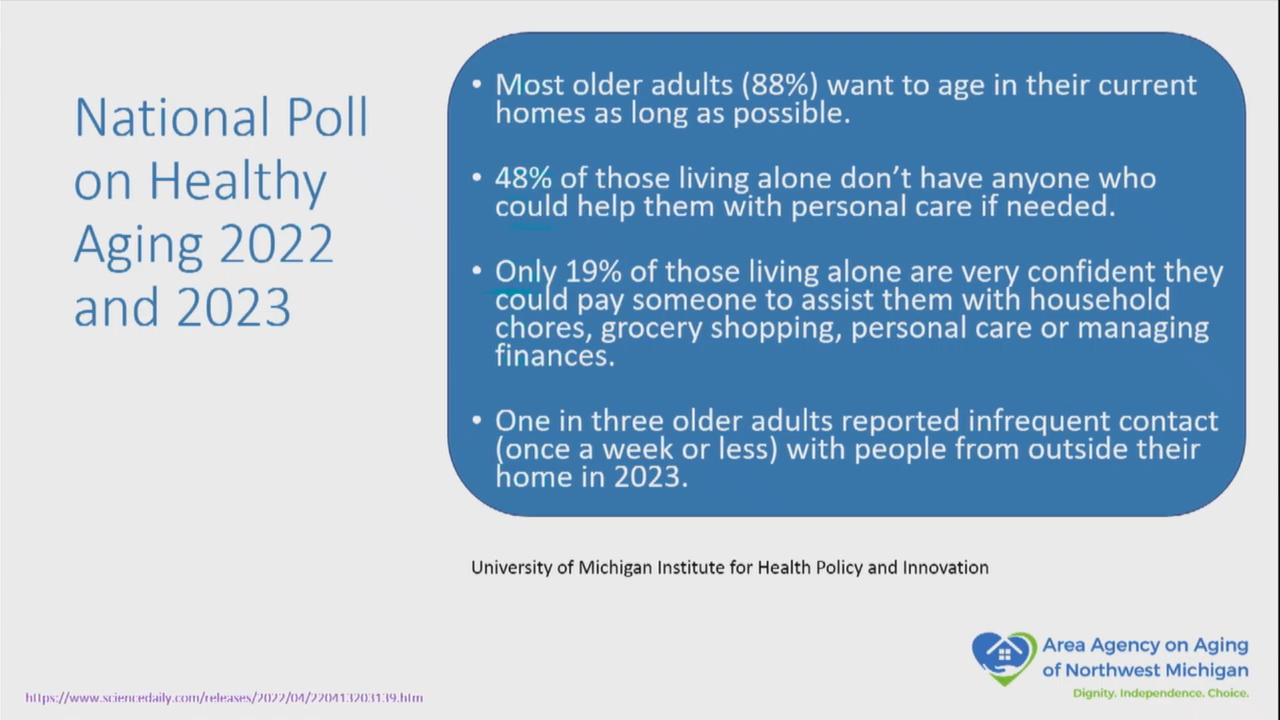 National Poll
on Healthy
Aging 2022
and 2023
• Most older adults (88%) want to age in their current
homes as long as possible.
• 48% of those living alone don’t have anyone who
could help them with personal care if needed.
• Only 19% of those living alone are very confident they
could pay someone to assist them with household
chores, grocery shopping, personal care or managing
finances.
• One in three older adults reported infrequent contact
(once a week or less) with people from outside their
home in 2023.
University of Michigan Institute for Health Policy and Innovation
Area Agency on Aging
of Northwest Michigan
Dignity. Independence. Choice.
https://www.sciencedaily.com/releases/2022/04/220413203139.htm